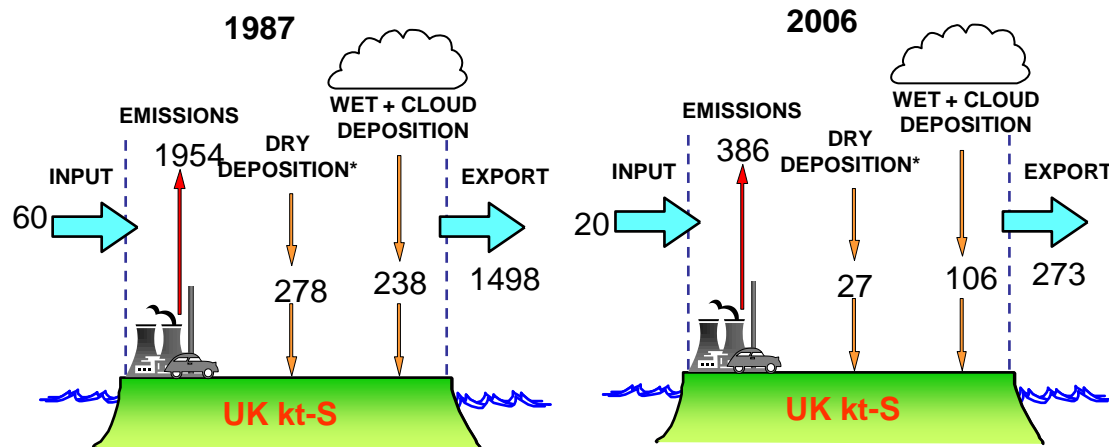 1987
WET + CLOUD
DEPOSITION
EMISSIONS
1954
DRY
DEPOSITION*
INPUT
60
EXPORT
1498
278
238
UK kt-S
2006
WET + CLOUD
DEPOSITION
EMISSIONS
386
DRY
DEPOSITION*
INPUT
20
EXPORT
273
27
106
UK kt-S